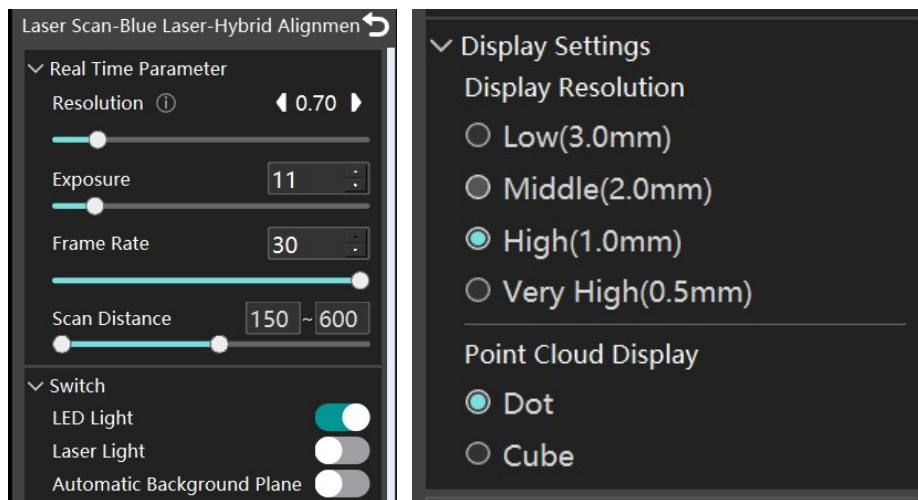 Laser Scan-Blue Laser-Hybrid Alignmen
Real Time Parameter
Resolution 0.70
Exposure 11
Frame Rate 30
Scan Distance 150 ~ 600
Switch
LED Light
Laser Light
Automatic Background Plane
Display Settings
Display Resolution
Low(3.0mm)
Middle(2.0mm)
High(1.0mm)
Very High(0.5mm)
Point Cloud Display
Dot
Cube